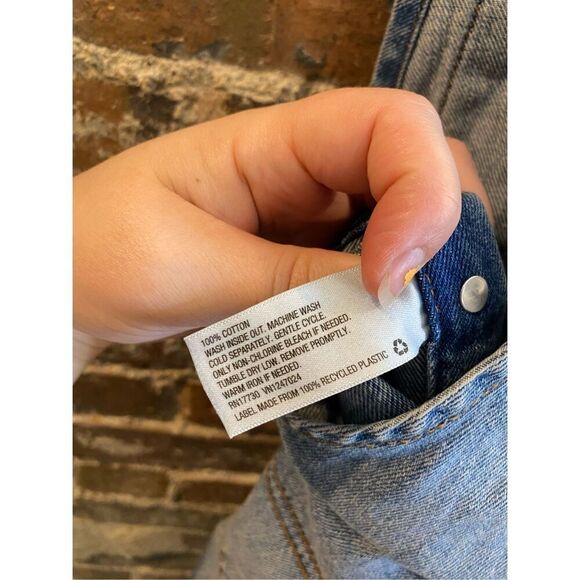 100% COTTON
WASH INSIDE OUT. MACHINE WASH
COLD SEPARATELY. GENTLE CYCLE.
ONLY NON-CHLORINE BLEACH IF NEEDED.
TUMBLE DRY LOW. REMOVE PROMPTLY.
WARM IRON IF NEEDED.
RN17730 VN1247024
LABEL MADE FROM 100% RECYCLED PLASTIC